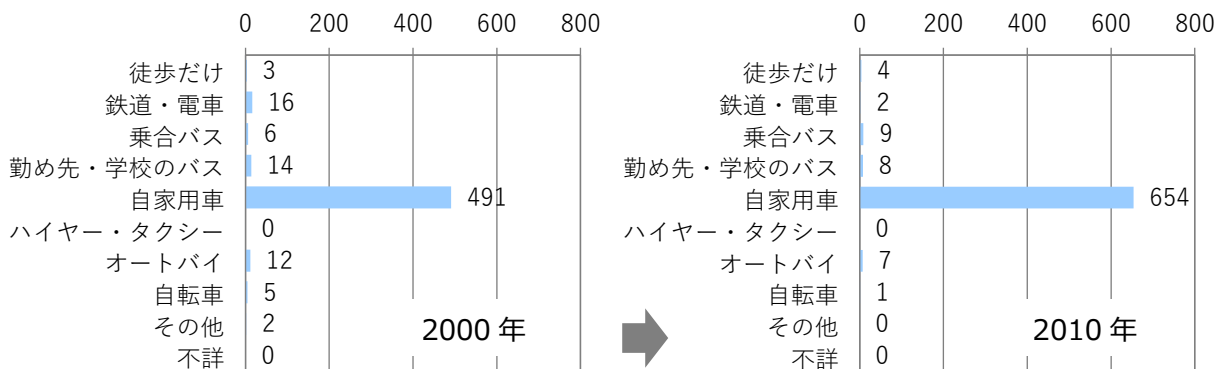 0 200 400 600 800
徒歩だけ 3
鉄道・電車 16
乗合バス 6
勤め先・学校のバス 14
自家用車 491
ハイヤー・タクシー 0
オートバイ 12
自転車 5
その他 2
不詳 0
2000 年
0 200 400 600 800
徒歩だけ 4
鉄道・電車 2
乗合バス 9
勤め先・学校のバス 8
自家用車 654
ハイヤー・タクシー 0
オートバイ 7
自転車 1
その他 0
不詳 0
2010 年